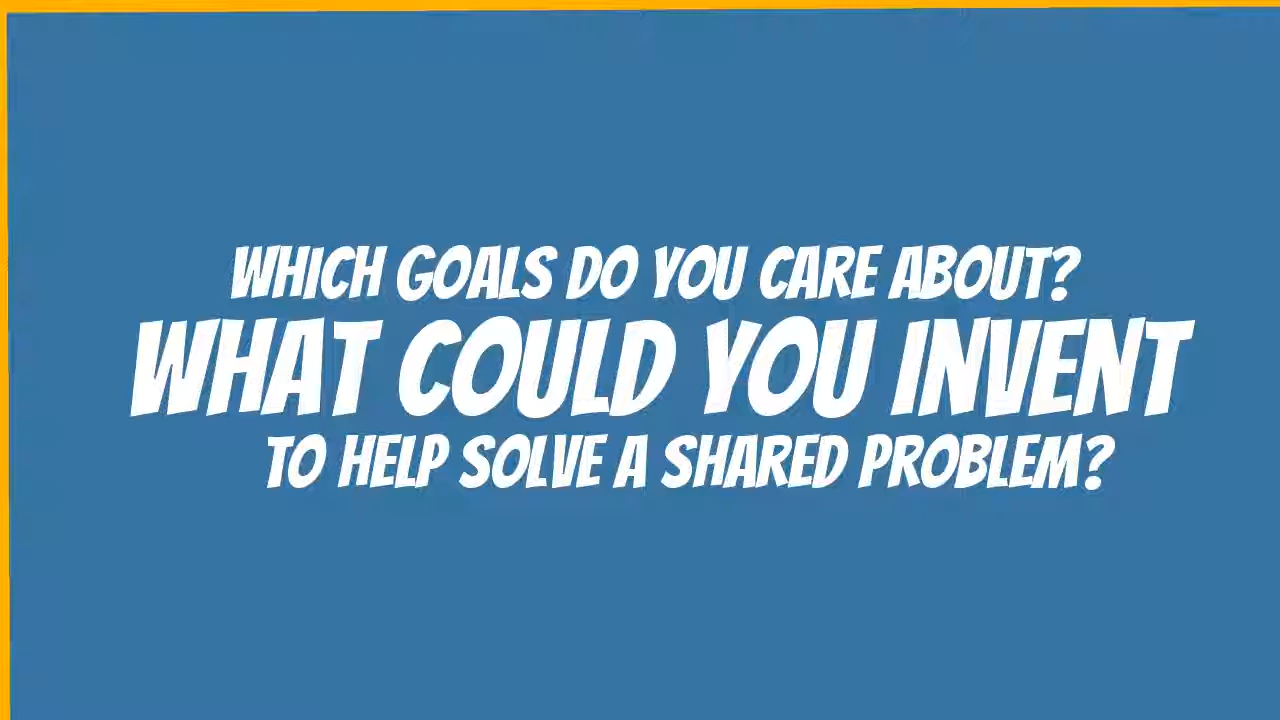 WHICH GOALS DO YOU CARE ABOUT?
WHAT COULD YOU INVENT
TO HELP SOLVE A SHARED PROBLEM?